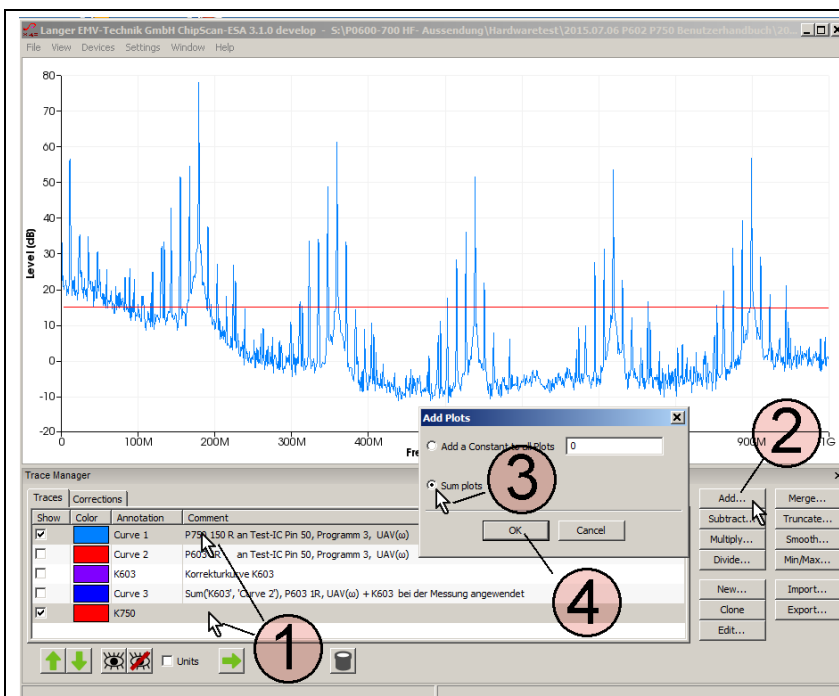 Langer EMV-Technik GmbH ChipScan-ESA 3.1.0 develop - S:\P0600-700 HF- Aussendung\Hardwaretest\2015.07.06 P602 P750 Benutzerhandbuch\20...
File View Devices Settings Window Help
80
70
60
50
40
30
20
10
0
-10
-20
Level (dB)
0 100M 200M 300M 400M 900M 1G
Fre
Add Plots
Add a Constant to all Plots 0
Sum plots
OK Cancel
1
2
3
4
Trace Manager
Traces Corrections
Show Color Annotation Comment
Curve 1 P750 150 R an Test-IC Pin 50, Programm 3, UAV(ω)
Curve 2 P603 1R an Test-IC Pin 50, Programm 3, UAV(ω)
K603 Korrekturkurve K603
Curve 3 Sum('K603', 'Curve 2'), P603 1R, UAV(ω) + K603 bei der Messung angewendet
K750
Units
Add... Merge...
Subtract... Truncate...
Multiply... Smooth...
Divide... Min/Max...
New... Import...
Clone Export...
Edit...